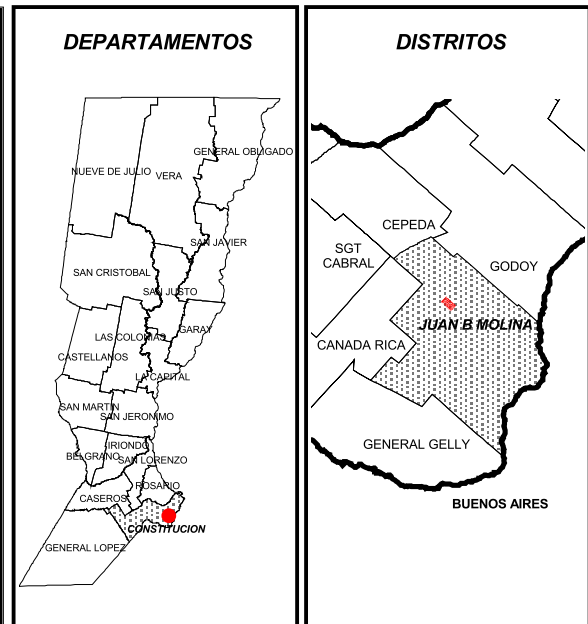 DEPARTAMENTOS
GENERAL OBLIGADO
NUEVE DE JULIO
VERA
SAN JAVIER
SAN CRISTOBAL
SAN JUSTO
GARAY
LAS COLONIAS
CASTELLANOS
LA CAPITAL
SAN MARTIN
SAN JERONIMO
IRIONDO
BELGRANO
SAN LORENZO
ROSARIO
CASEROS
CONSTITUCION
GENERAL LOPEZ
DISTRITOS
CEPEDA
SGT
CABRAL
GODOY
JUAN B MOLINA
CANADA RICA
GENERAL GELLY
BUENOS AIRES